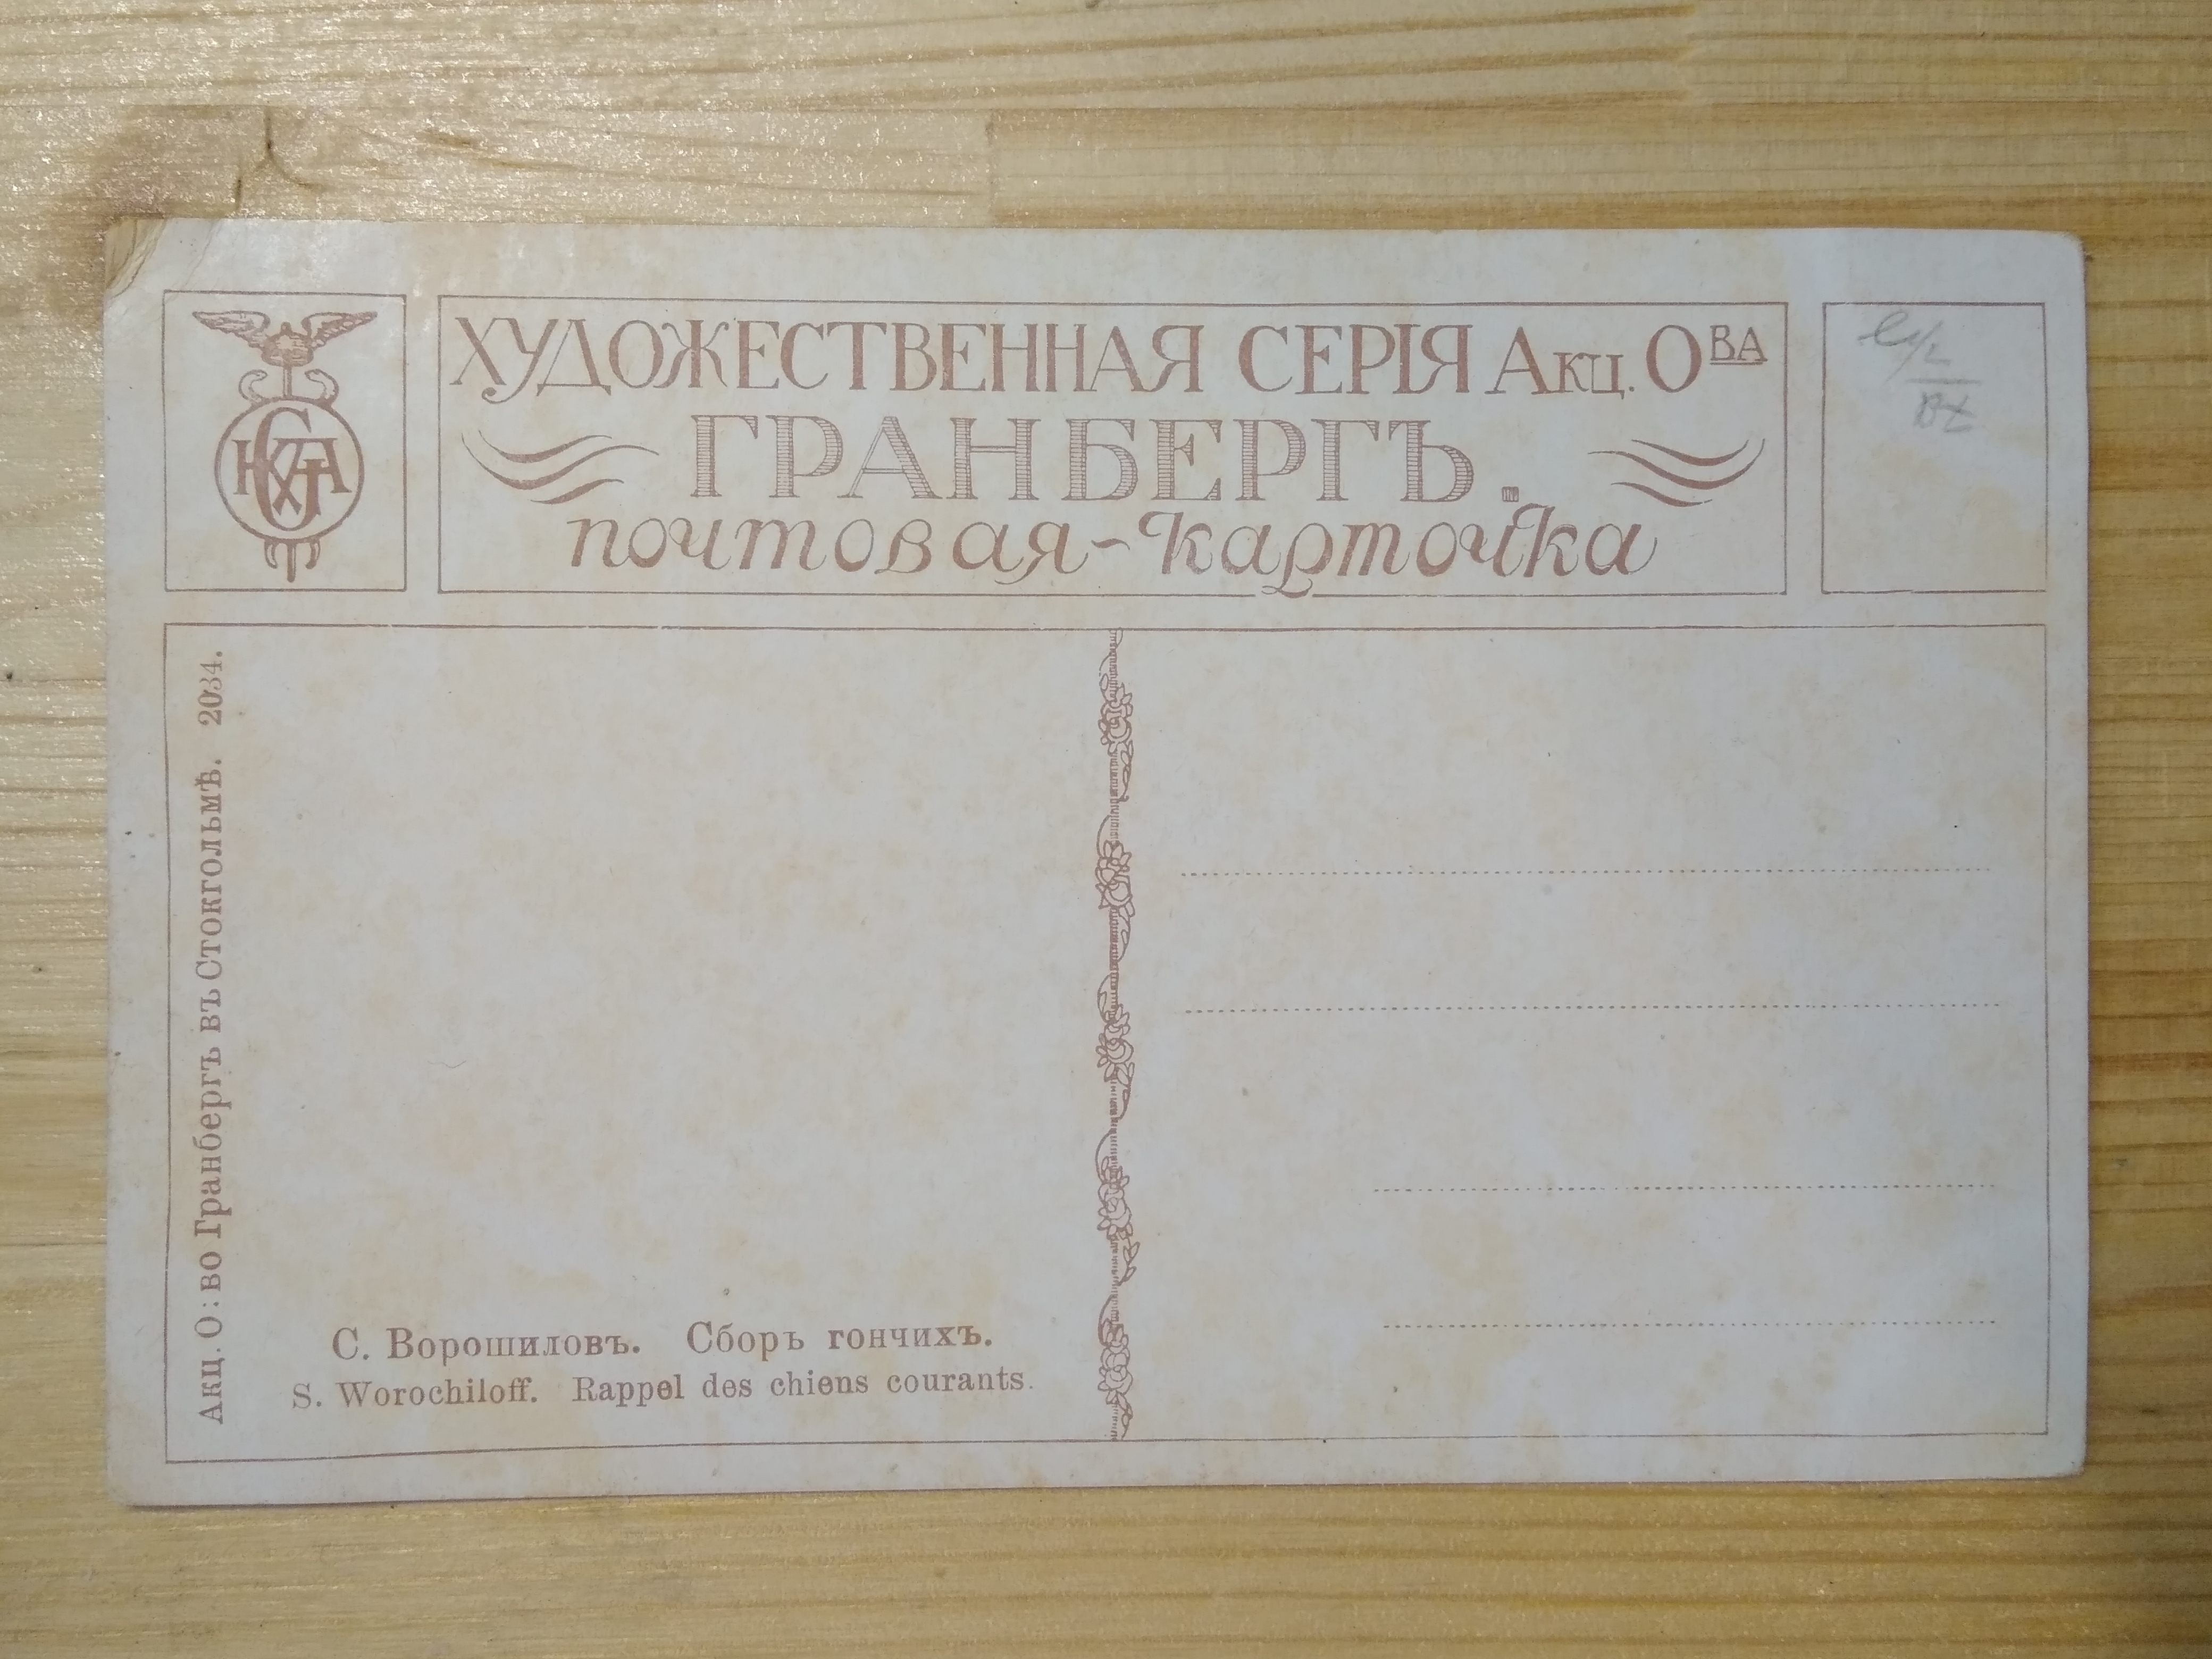 ХУДОЖЕСТВЕННАЯ СЕРІЯ Акц. Ова
ГРАНБЕРГЪ.
почтовая-карточка
Акц. О:во Гранбергъ въ Стокгольмѣ. 2034.
С. Ворошиловъ. Сборъ гончихъ.
S. Worochiloff. Rappel des chiens courants.